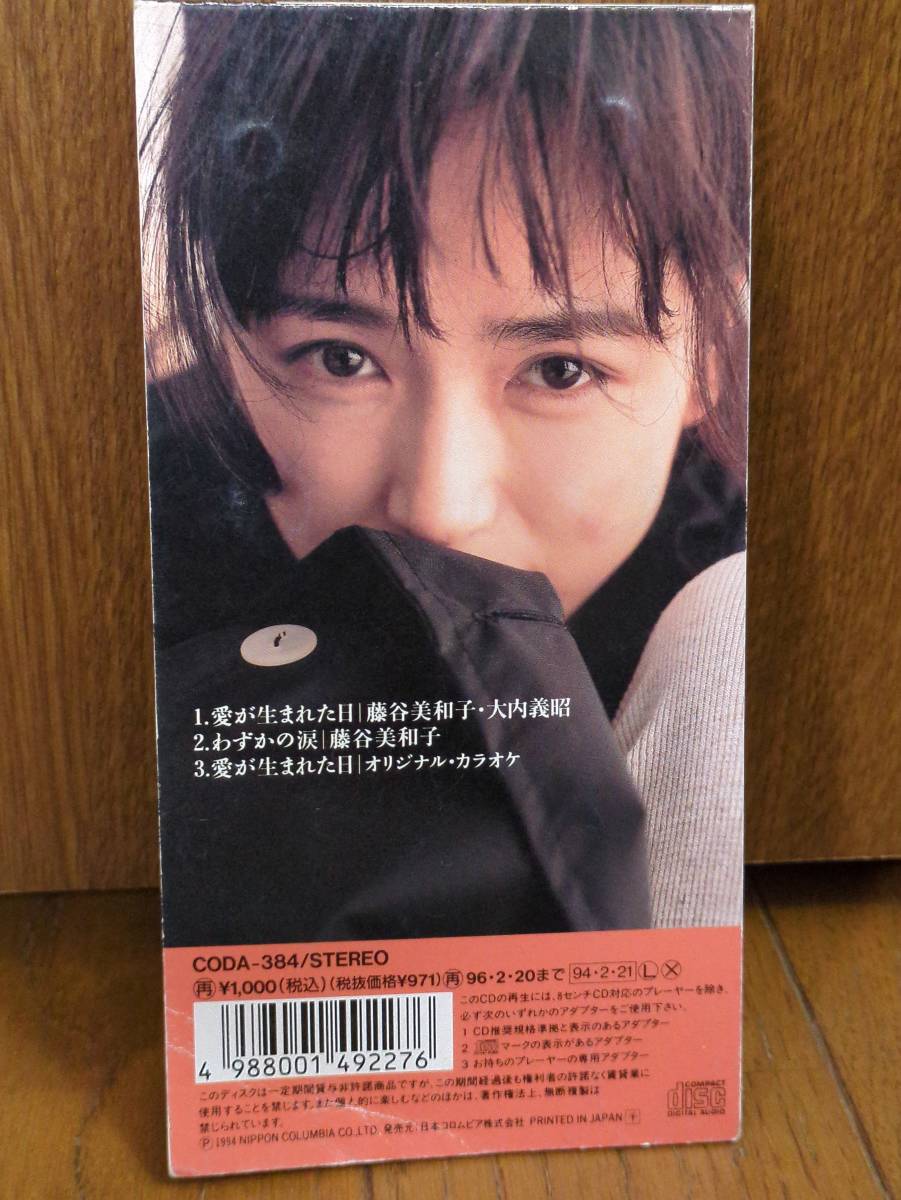 1.愛が生まれた日|藤谷美和子・大内義昭
2.わずかの涙|藤谷美和子
3.愛が生まれた日|オリジナル・カラオケ
CODA-384/STEREO
再¥1,000(税込)(税抜価格¥971)再96・2・20まで 94・2・21 L X
このCDの再生には、8センチCD対応のプレーヤーを除き、
必ず次のいずれかのアダプターをご使用下さい。
1 CD推奨規格準拠と表示のあるアダプター
2 マークの表示があるアダプター
3 お持ちのプレーヤーの専用アダプター
4 988001 492276
このディスクは一定期間貸与非許諾商品ですが、この期間経過後も権利者の許諾なく賃貸業に
使用することを禁じます。また個人的に楽しむなどのほかは、著作権法上、無断複製は
禁じられています。
COMPACT
disc
DIGITAL AUDIO
Ⓟ 1994 NIPPON COLUMBIA CO.,LTD. 発売元:日本コロムビア株式会社 PRINTED IN JAPAN